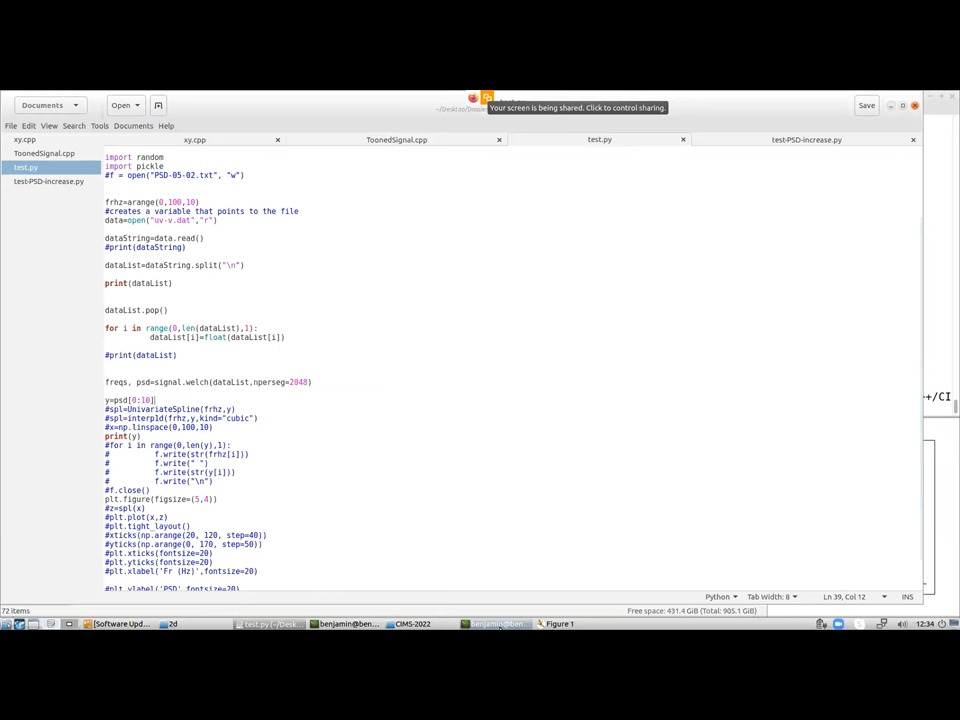 Your screen is being shared. Click to control sharing.
Documents
Open
Save
File Edit View Search Tools Documents Help
xy.cpp
ToonedSignal.cpp
test.py
test-PSD-increase.py
xy.cpp
ToonedSignal.cpp
test.py
test-PSD-increase.py
import random
import pickle
#f = open("PSD-05-02.txt", "w")
frhz=arange(0,100,10)
#creates a variable that points to the file
data=open("uv-v.dat","r")
dataString=data.read()
#print(dataString)
dataList=dataString.split("\n")
print(dataList)
dataList.pop()
for i in range(0,len(dataList),1):
dataList[i]=float(dataList[i])
#print(dataList)
freqs, psd=signal.welch(dataList,nperseg=2048)
y=psd[0:10]
#spl=UnivariateSpline(frhz,y)
#spl=interp1d(frhz,y,kind="cubic")
#x=np.linspace(0,100,10)
print(y)
#for i in range(0,len(y),1):
# f.write(str(frhz[i]))
# f.write(" ")
# f.write(str(y[i]))
# f.write("\n")
#f.close()
plt.figure(figsize=(5,4))
#z=spl(x)
#plt.plot(x,z)
#plt.tight_layout()
#xticks(np.arange(20, 120, step=40))
#yticks(np.arange(0, 170, step=50))
#plt.xticks(fontsize=20)
#plt.yticks(fontsize=20)
#plt.xlabel('Fr (Hz)',fontsize=20)
#plt.ylabel('PSD',fontsize=20)
++/CI
Python
Tab Width: 8
Ln 39, Col 12
INS
72 items
Free space: 431.4 GiB (Total: 905.1 GiB)
[Software Upd...
2d
test.py (~/Desk...
benjamin@ben...
CIMS-2022
benjamin@ben...
Figure 1
12:34